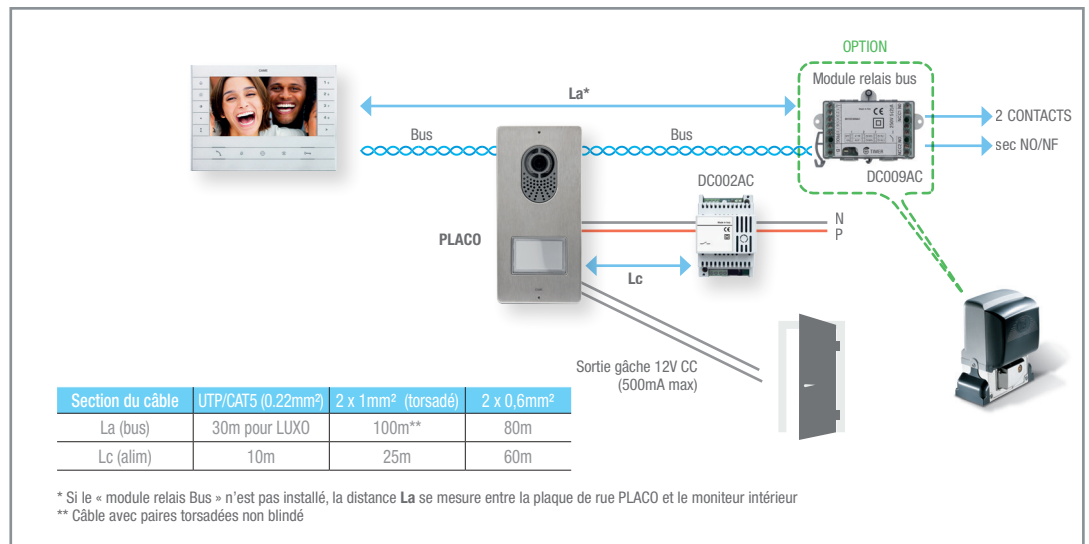 OPTION
Module relais bus
La*
2 CONTACTS
Bus
Bus
sec NO/NF
DC009AC
DC002AC
N
P
PLACO
Lc
Sortie gâche 12V CC
(500mA max)
Section du câble UTP/CAT5 (0.22mm²) 2 x 1mm² (torsadé) 2 x 0,6mm²
La (bus) 30m pour LUXO 100m** 80m
Lc (alim) 10m 25m 60m
* Si le « module relais Bus » n'est pas installé, la distance La se mesure entre la plaque de rue PLACO et le moniteur intérieur
** Câble avec paires torsadées non blindé